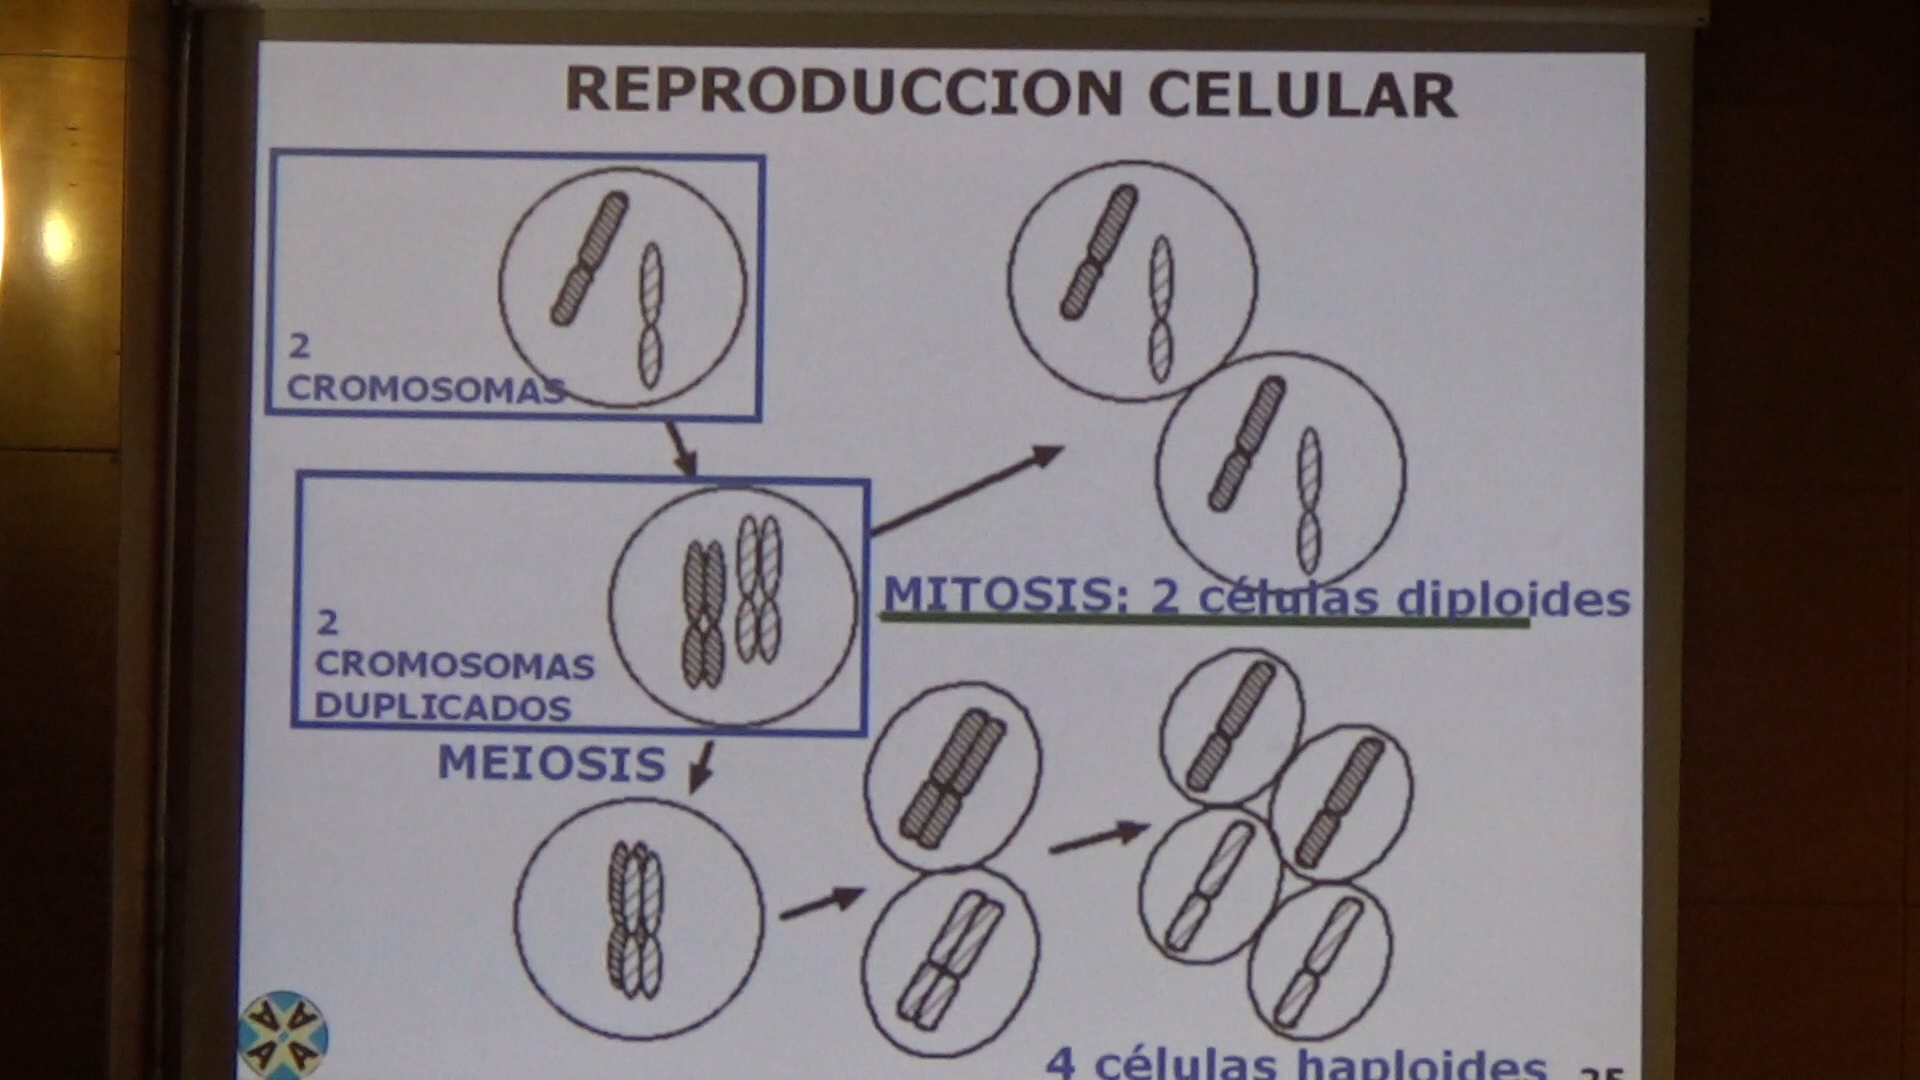 REPRODUCCION CELULAR
2
CROMOSOMAS
2
CROMOSOMAS
DUPLICADOS
MITOSIS: 2 células diploides
MEIOSIS
4 células haploides
A A
A A